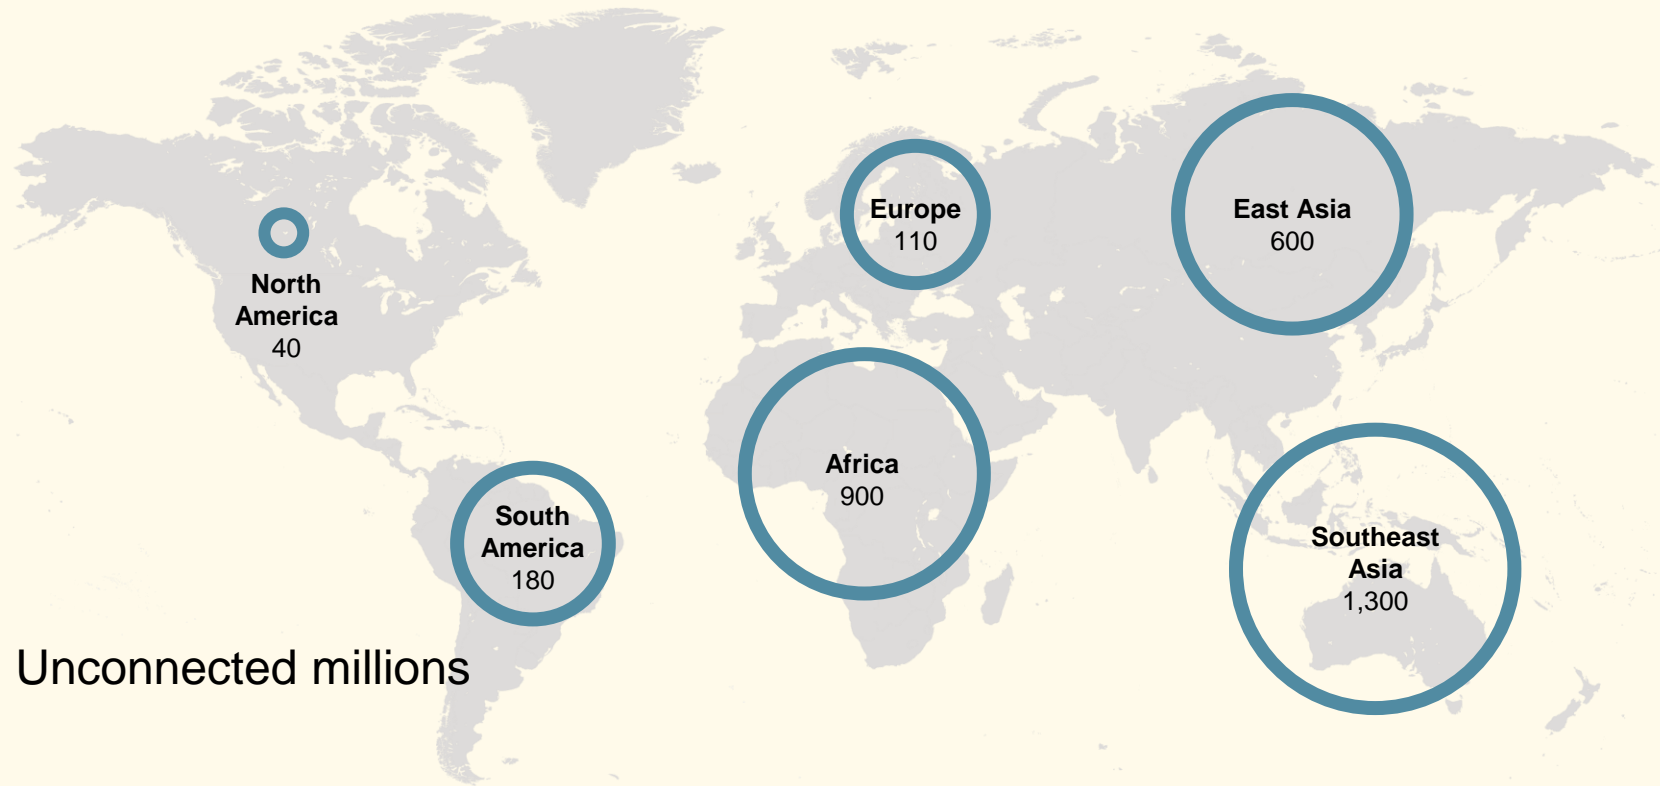 Europe
110
East Asia
600
North
America
40
Africa
900
South
America
180
Southeast
Asia
1,300
Unconnected millions